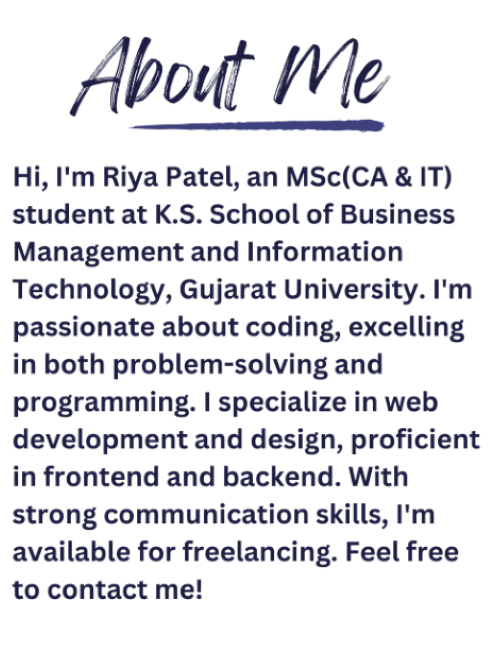 About Me
Hi, I'm Riya Patel, an MSc(CA & IT)
student at K.S. School of Business
Management and Information
Technology, Gujarat University. I'm
passionate about coding, excelling
in both problem-solving and
programming. I specialize in web
development and design, proficient
in frontend and backend. With
strong communication skills, I'm
available for freelancing. Feel free
to contact me!